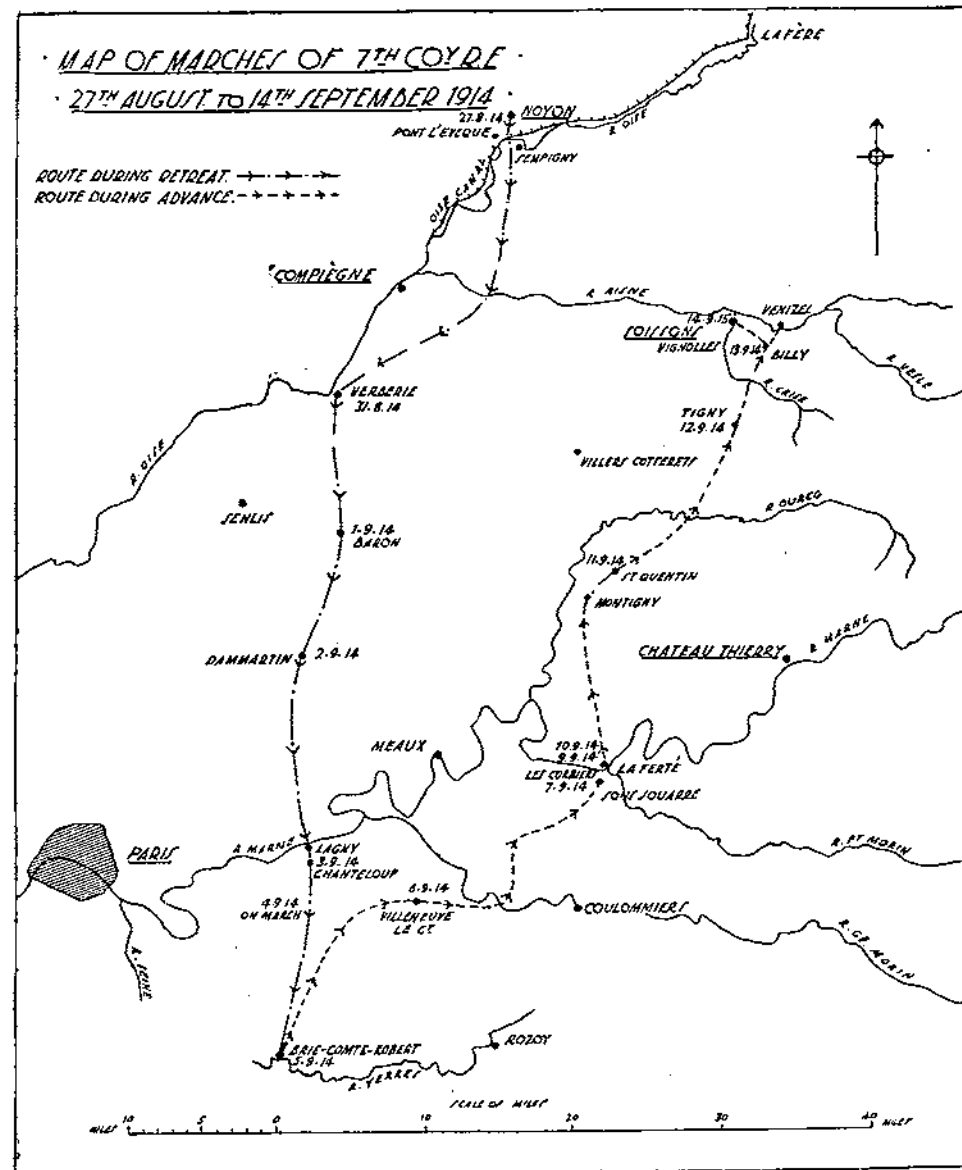 MAP OF MARCHES OF 7TH COY R.E
27TH AUGUST TO 14TH SEPTEMBER 1914
ROUTE DURING RETREAT.
ROUTE DURING ADVANCE.
LA FÈRE
27.8.14
NOYON
PONT L'EVEQUE
SEMPIGNY
R. OISE
OISE CANAL
COMPIÈGNE
R. AISNE
14.9.15
VENIZEL
SOISSONS
VIGNOLLES
13.9.14
BILLY
R. VESLE
R. CRISE
VERBERIE
31.8.14
TIGNY
12.9.14
VILLERS COTTERETS
R. OISE
SENLIS
1.9.14
BARON
R. OURCQ
11.9.14
ST QUENTIN
MONTIGNY
DAMMARTIN
2.9.14
CHATEAU THIERRY
R. MARNE
MEAUX
10.9.14
9.9.14
LA FERTÉ
LES CORBIERS
7.9.14
SOUS JOUARRE
PARIS
R. MARNE
LAGNY
3.9.14
CHANTELOUP
R. PT MORIN
4.9.14
ON MARCH
6.9.14
VILLENEUVE
LE CT.
COULOMMIERS
R. SEINE
R. GD MORIN
BRIE-COMTE-ROBERT
5.9.14
ROZOY
R. YERRES
SCALE OF MILES
MILES 10 5 0 10 20 30 40 MILES